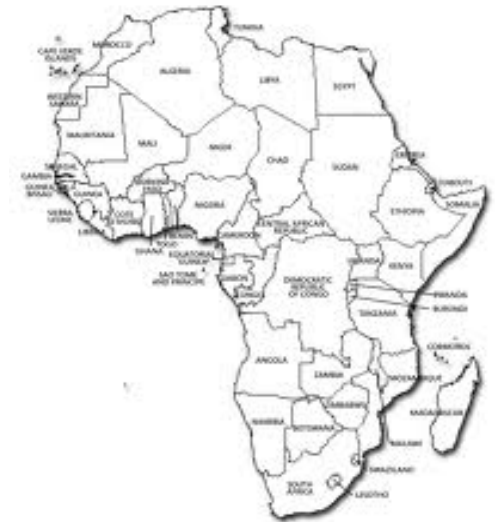 TUNISIA
MOROCCO
CAPE VERDE
ISLANDS
ALGERIA
LIBYA
EGYPT
WESTERN
SAHARA
MAURITANIA
MALI
NIGER
CHAD
SUDAN
ERITREA
SENEGAL
GAMBIA
GUINEA
BISSAU
GUINEA
BURKINA
FASO
DJIBOUTI
SOMALIA
NIGERIA
ETHIOPIA
SIERRA
LEONE
COTE
BENIN
TOGO
GHANA
CENTRAL AFRICAN
REPUBLIC
CAMEROON
EQUATORIAL
GUINEA
SAO TOME
AND PRINCIPE
GABON
CONGO
DEMOCRATIC
REPUBLIC
OF CONGO
UGANDA
KENYA
RWANDA
BURUNDI
TANZANIA
COMOROS
ANGOLA
ZAMBIA
MOZAMBIQUE
ZIMBABWE
MADAGASCAR
NAMIBIA
BOTSWANA
MALAWI
SWAZILAND
SOUTH
AFRICA
LESOTHO